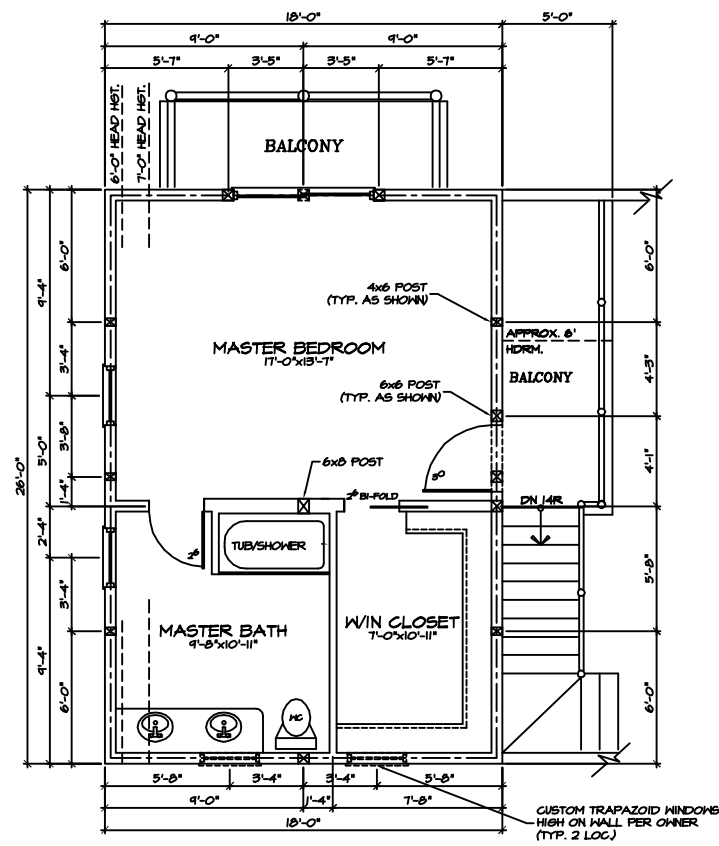 18'-0"
5'-0"
9'-0"
9'-0"
5'-7"
3'-5"
3'-5"
5'-7"
6'-0" HEAD HGT.
7'-0" HEAD HGT.
BALCONY
6'-0"
9'-4"
3'-4"
3'-8"
5'-0"
1'-4"
26'-0"
2'-4"
3'-4"
9'-4"
6'-0"
4x6 POST
(TYP. AS SHOWN)
MASTER BEDROOM
17'-0"x13'-7"
6x6 POST
(TYP. AS SHOWN)
6x8 POST
2⁶ BI-FOLD
3⁰
APPROX. 6'
HDRM.
BALCONY
6'-0"
4'-3"
4'-1"
DN 14R
5'-8"
6'-0"
TUB/SHOWER
2⁶
MASTER BATH
9'-8"x10'-11"
W/IN CLOSET
7'-0"x10'-11"
WC
5'-8"
3'-4"
3'-4"
5'-8"
9'-0"
1'-4"
7'-8"
18'-0"
CUSTOM TRAPAZOID WINDOWS
HIGH ON WALL PER OWNER
(TYP. 2 LOC.)